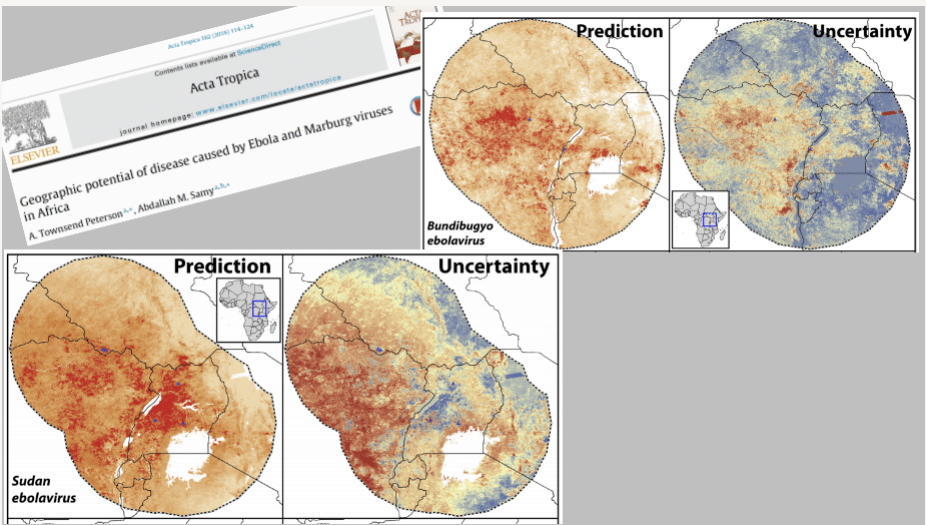 Acta Tropica 162 (2016) 114–124
Contents lists available at ScienceDirect
Acta Tropica
journal homepage: www.elsevier.com/locate/actatropica
ELSEVIER
Geographic potential of disease caused by Ebola and Marburg viruses
in Africa
A. Townsend Peterson a,*, Abdallah M. Samy a,b,*
Prediction
Uncertainty
Bundibugyo
ebolavirus
Prediction
Uncertainty
Sudan
ebolavirus